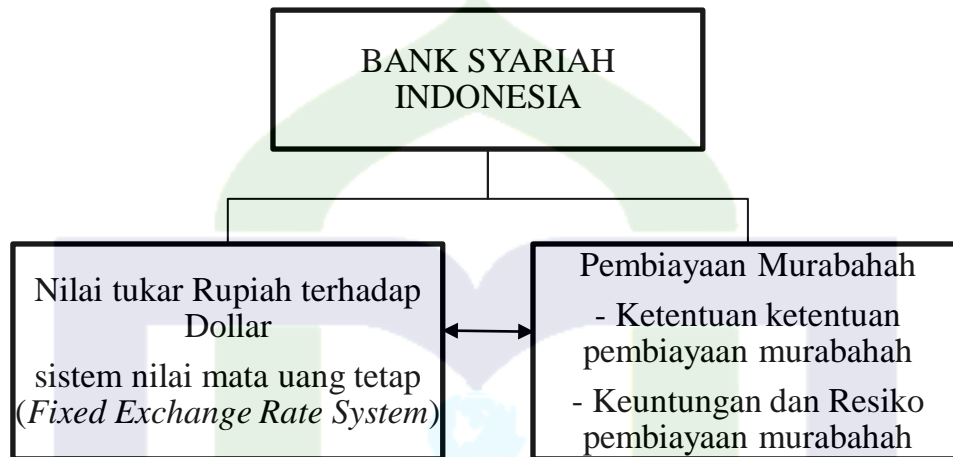 BANK SYARIAH
INDONESIA
Nilai tukar Rupiah terhadap
Dollar
sistem nilai mata uang tetap
(Fixed Exchange Rate System)
Pembiayaan Murabahah
- Ketentuan ketentuan
pembiayaan murabahah
- Keuntungan dan Resiko
pembiayaan murabahah